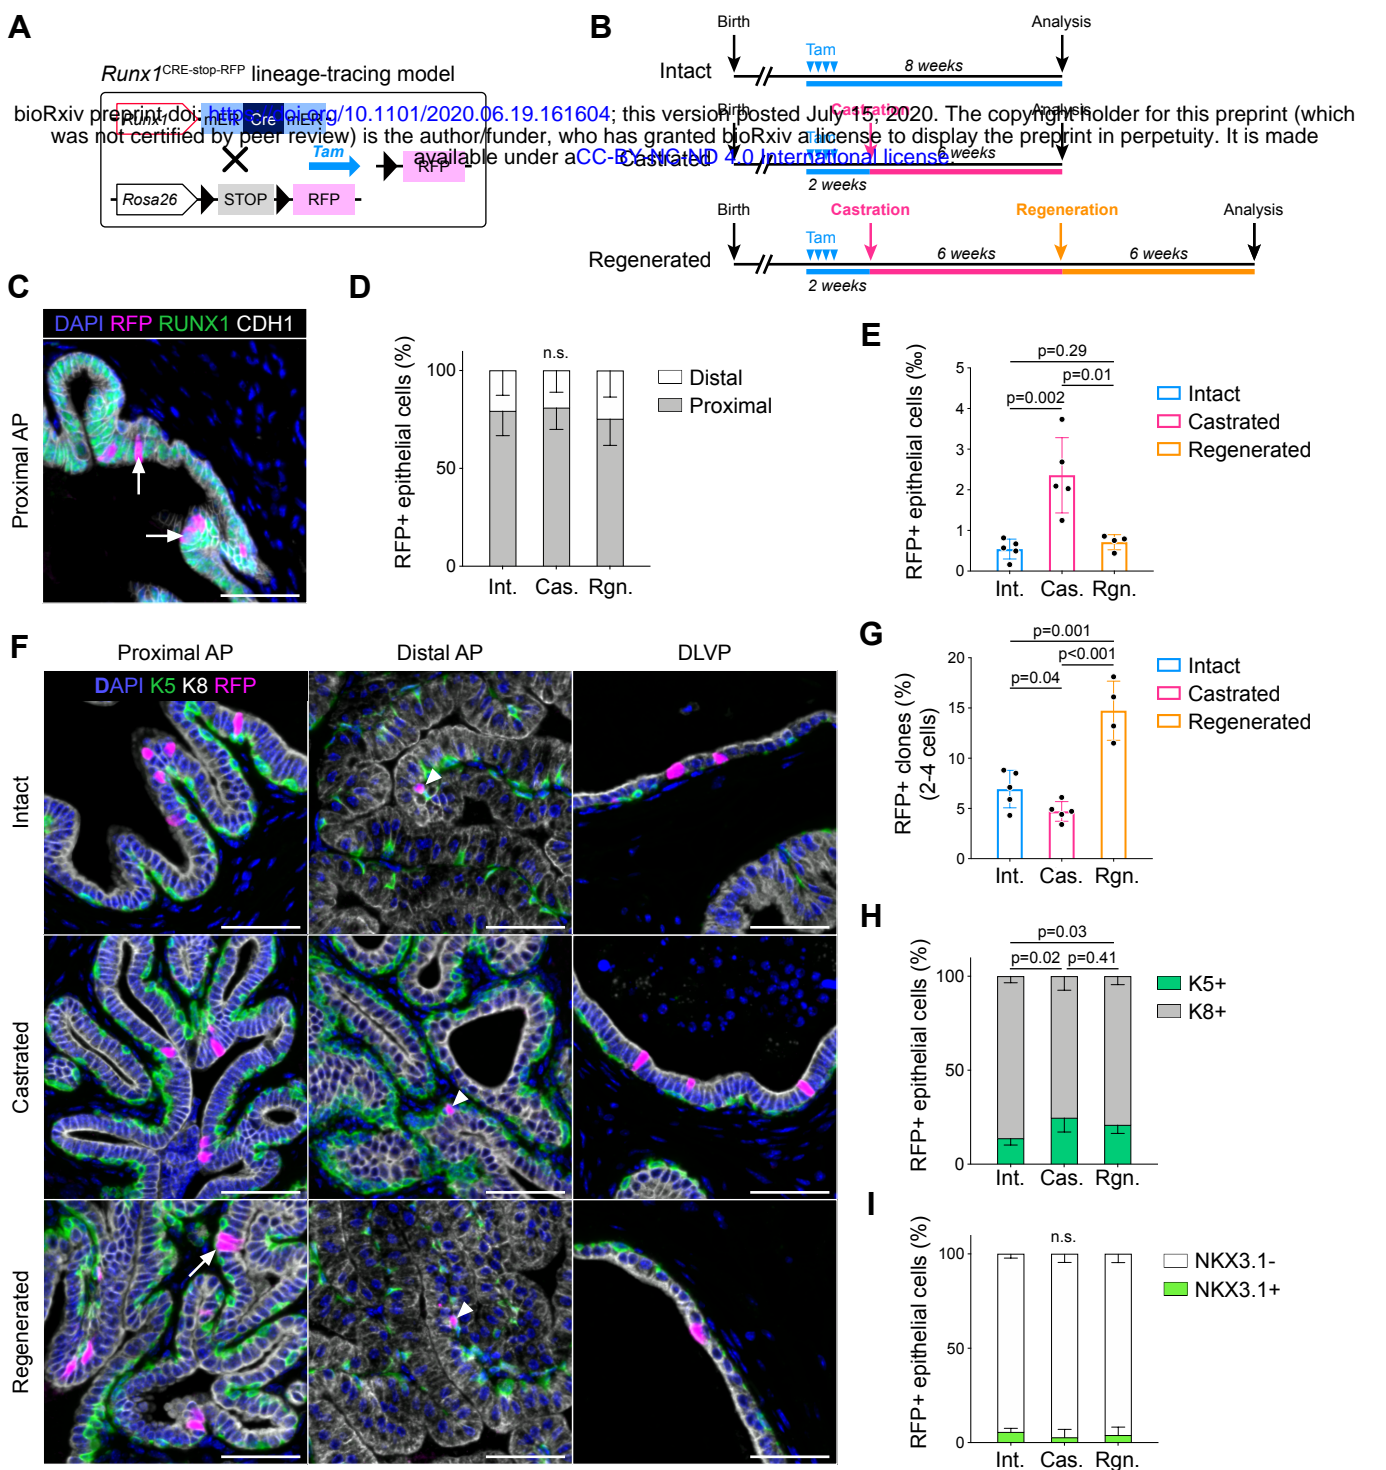 A
Runx1CRE-stop-RFP lineage-tracing model
Runx1
mER
Cre
mER
Tam
RFP
Rosa26
STOP
RFP
bioRxiv preprint doi: https://doi.org/10.1101/2020.06.19.161604; this version posted July 15, 2020. The copyright holder for this preprint (which
was not certified by peer review) is the author/funder, who has granted bioRxiv a license to display the preprint in perpetuity. It is made
available under aCC-BY-NC-ND 4.0 International license.
B
Birth
Analysis
Tam
Intact
8 weeks
Birth
Castration
Analysis
Tam
Castrated
6 weeks
2 weeks
Birth
Castration
Regeneration
Analysis
Tam
Regenerated
6 weeks
6 weeks
2 weeks
C
DAPI RFP RUNX1 CDH1
Proximal AP
D
RFP+ epithelial cells (%)
100
50
0
n.s.
Int. Cas. Rgn.
Distal
Proximal
E
RFP+ epithelial cells (‰)
5
4
3
2
1
0
p=0.29
p=0.01
p=0.002
Int. Cas. Rgn.
Intact
Castrated
Regenerated
F
Proximal AP
Distal AP
DLVP
DAPI K5 K8 RFP
Intact
Castrated
Regenerated
G
RFP+ clones (%)
(2-4 cells)
20
15
10
5
0
p=0.001
p<0.001
p=0.04
Int. Cas. Rgn.
Intact
Castrated
Regenerated
H
RFP+ epithelial cells (%)
100
50
0
p=0.03
p=0.02
p=0.41
Int. Cas. Rgn.
K5+
K8+
I
RFP+ epithelial cells (%)
100
50
0
n.s.
Int. Cas. Rgn.
NKX3.1-
NKX3.1+